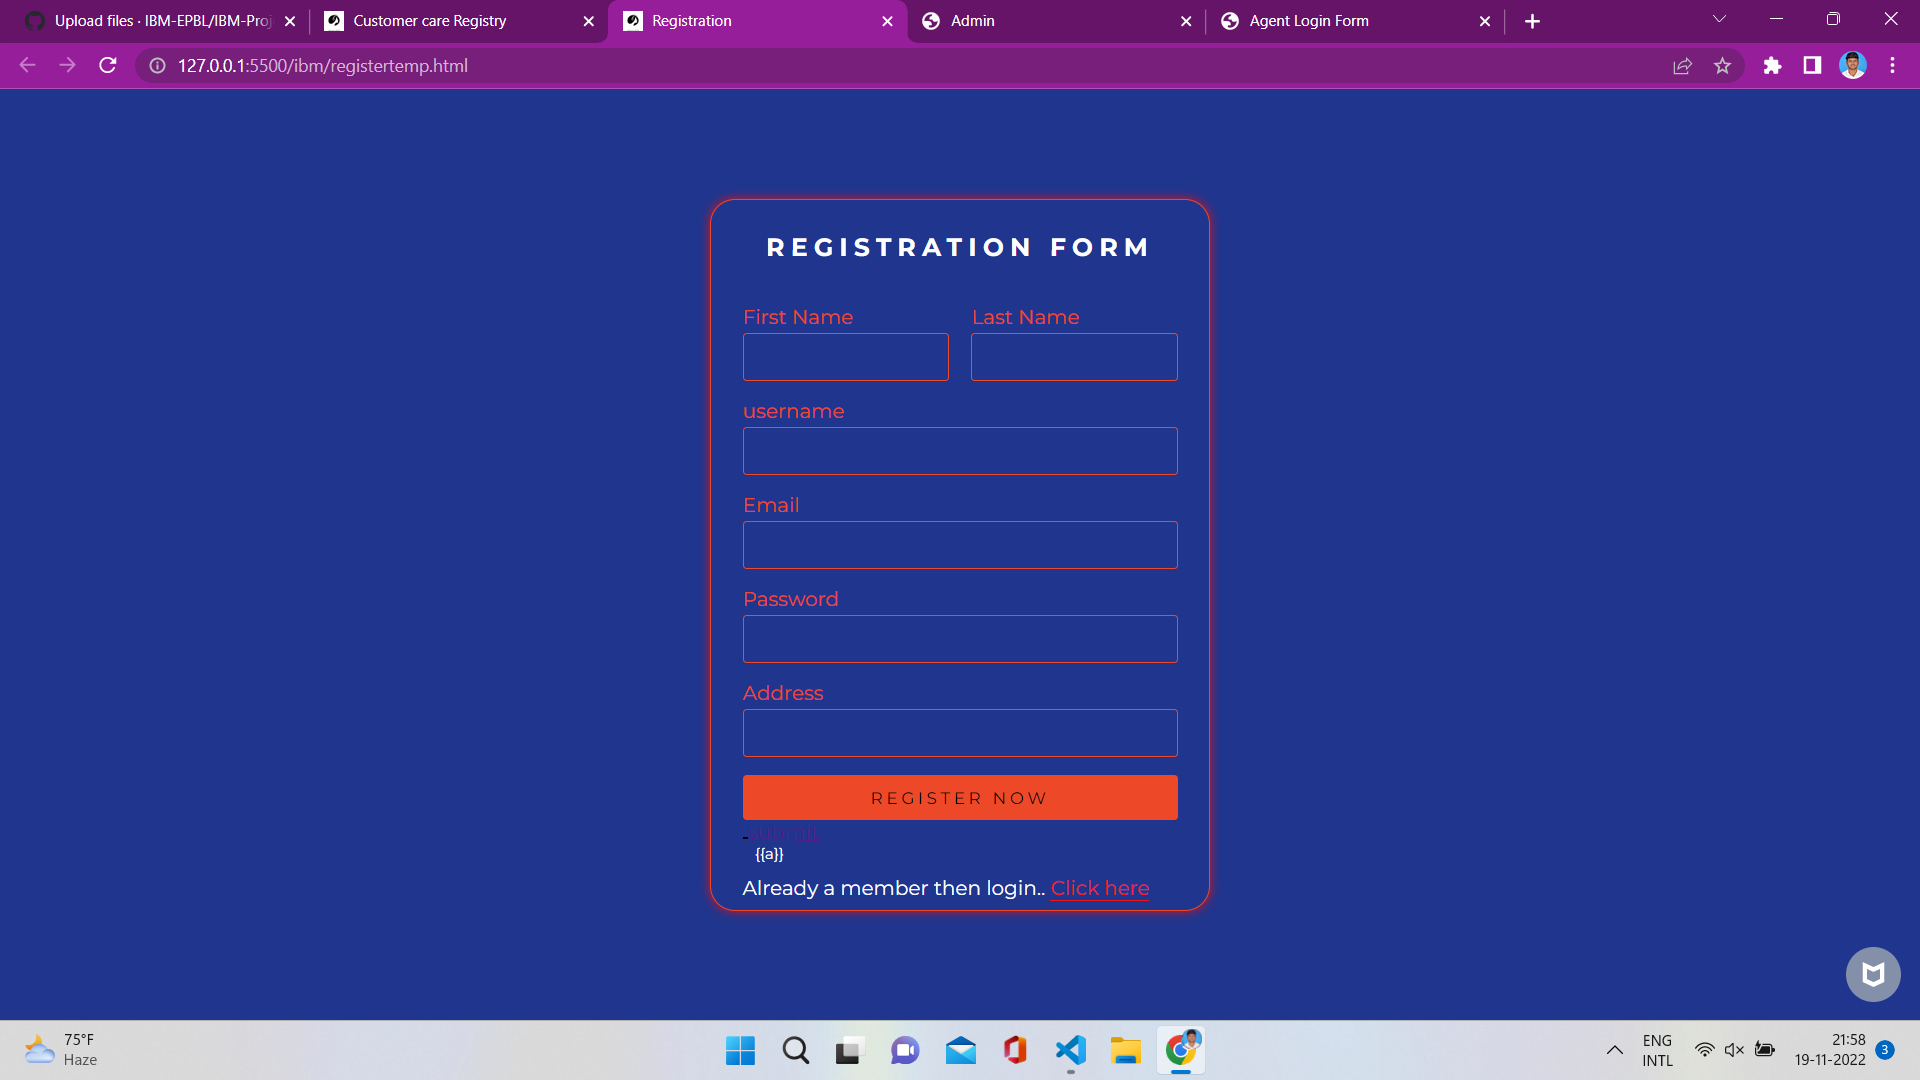 Upload files · IBM-EPBL/IBM-Proj
Customer care Registry
Registration
Admin
Agent Login Form
127.0.0.1:5500/ibm/registertemp.html
REGISTRATION FORM
First Name
Last Name
username
Email
Password
Address
REGISTER NOW
{{a}}
Already a member then login.. Click here
75°F
Haze
ENG
INTL
21:58
19-11-2022
3